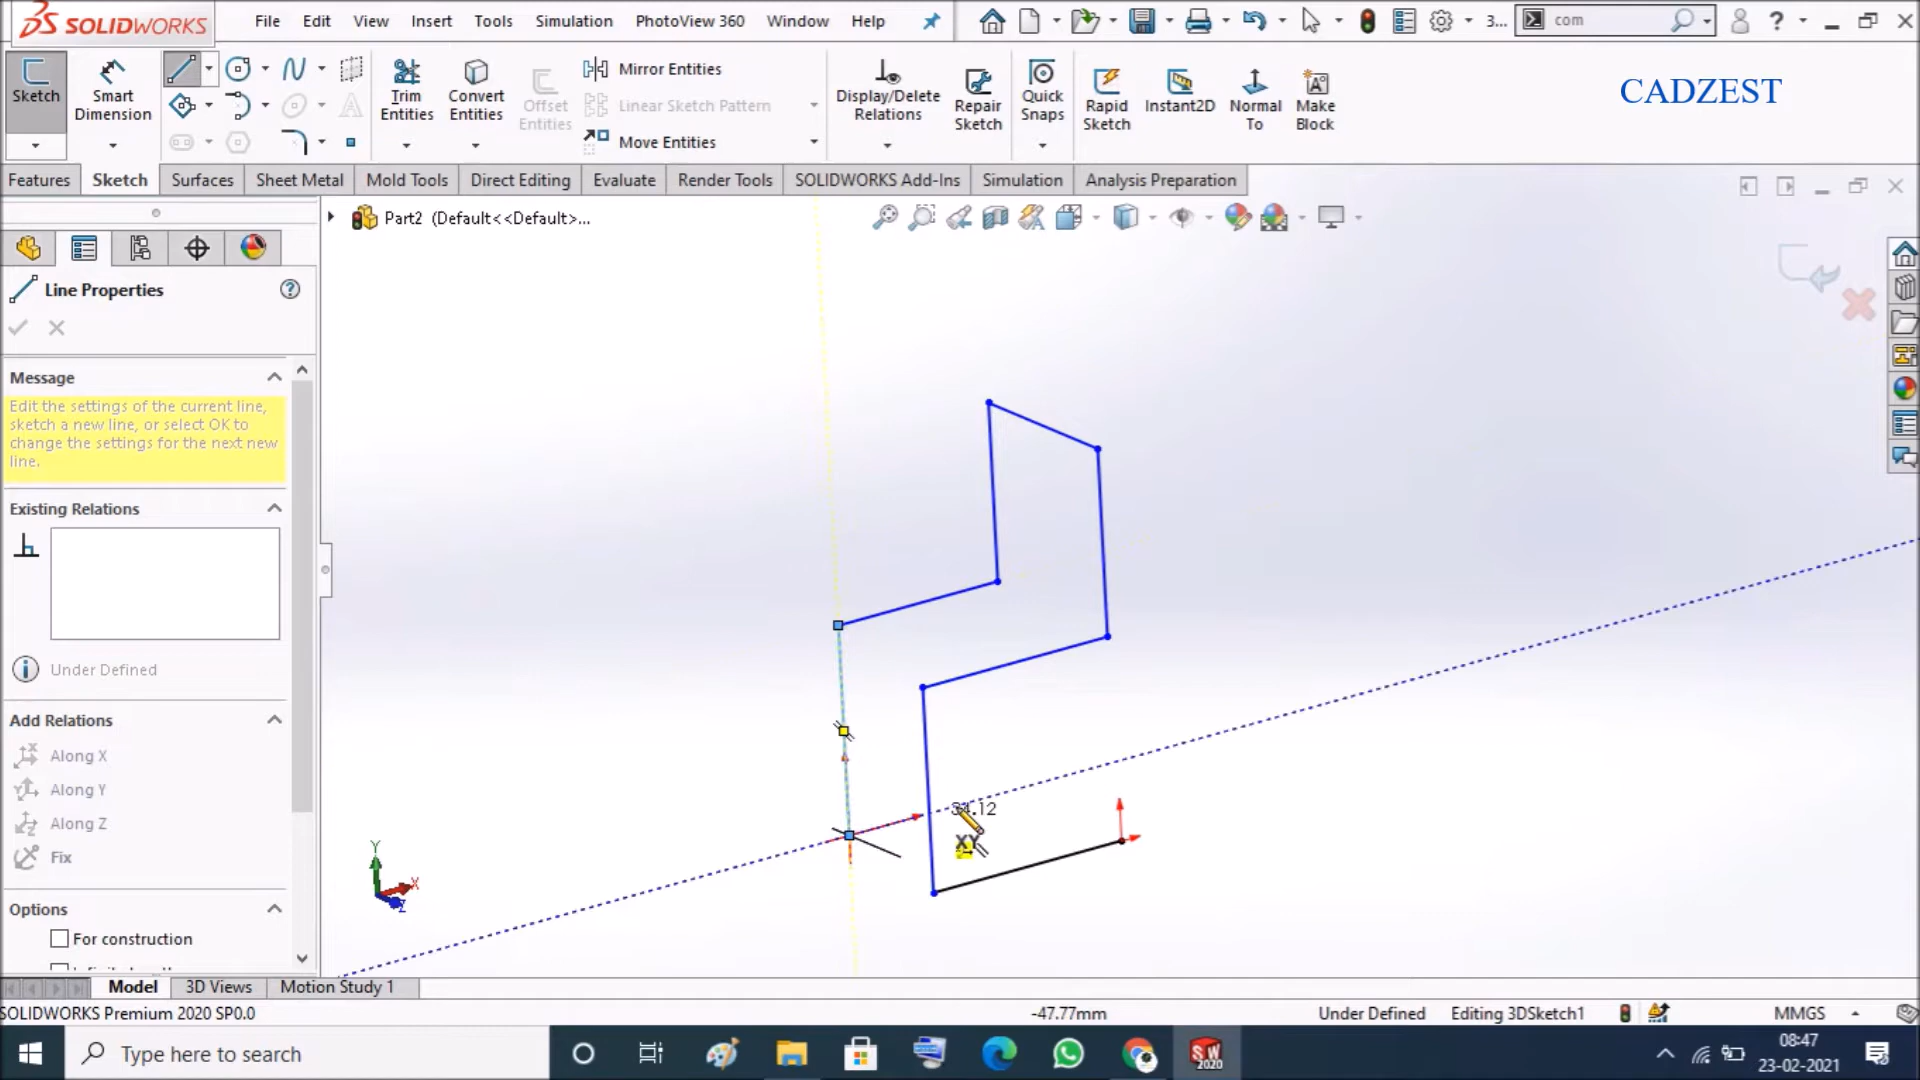 SOLIDWORKS File Edit View Insert Tools Simulation PhotoView 360 Window Help 3... com ?
Sketch
Smart Dimension
Trim Entities
Convert Entities
Offset Entities
Mirror Entities
Linear Sketch Pattern
Move Entities
Display/Delete Relations
Repair Sketch
Quick Snaps
Rapid Sketch
Instant2D
Normal To
Make Block
CADZEST
Features Sketch Surfaces Sheet Metal Mold Tools Direct Editing Evaluate Render Tools SOLIDWORKS Add-Ins Simulation Analysis Preparation
Part2 (Default<<Default>...
Line Properties
Message
Edit the settings of the current line,
sketch a new line, or select OK to
change the settings for the next new
line.
Existing Relations
Under Defined
Add Relations
Along X
Along Y
Along Z
Fix
Options
For construction
34.12
XY
Y
X
Z
Model 3D Views Motion Study 1
SOLIDWORKS Premium 2020 SP0.0 -47.77mm Under Defined Editing 3DSketch1 MMGS
Type here to search
SW
2020
08:47
23-02-2021